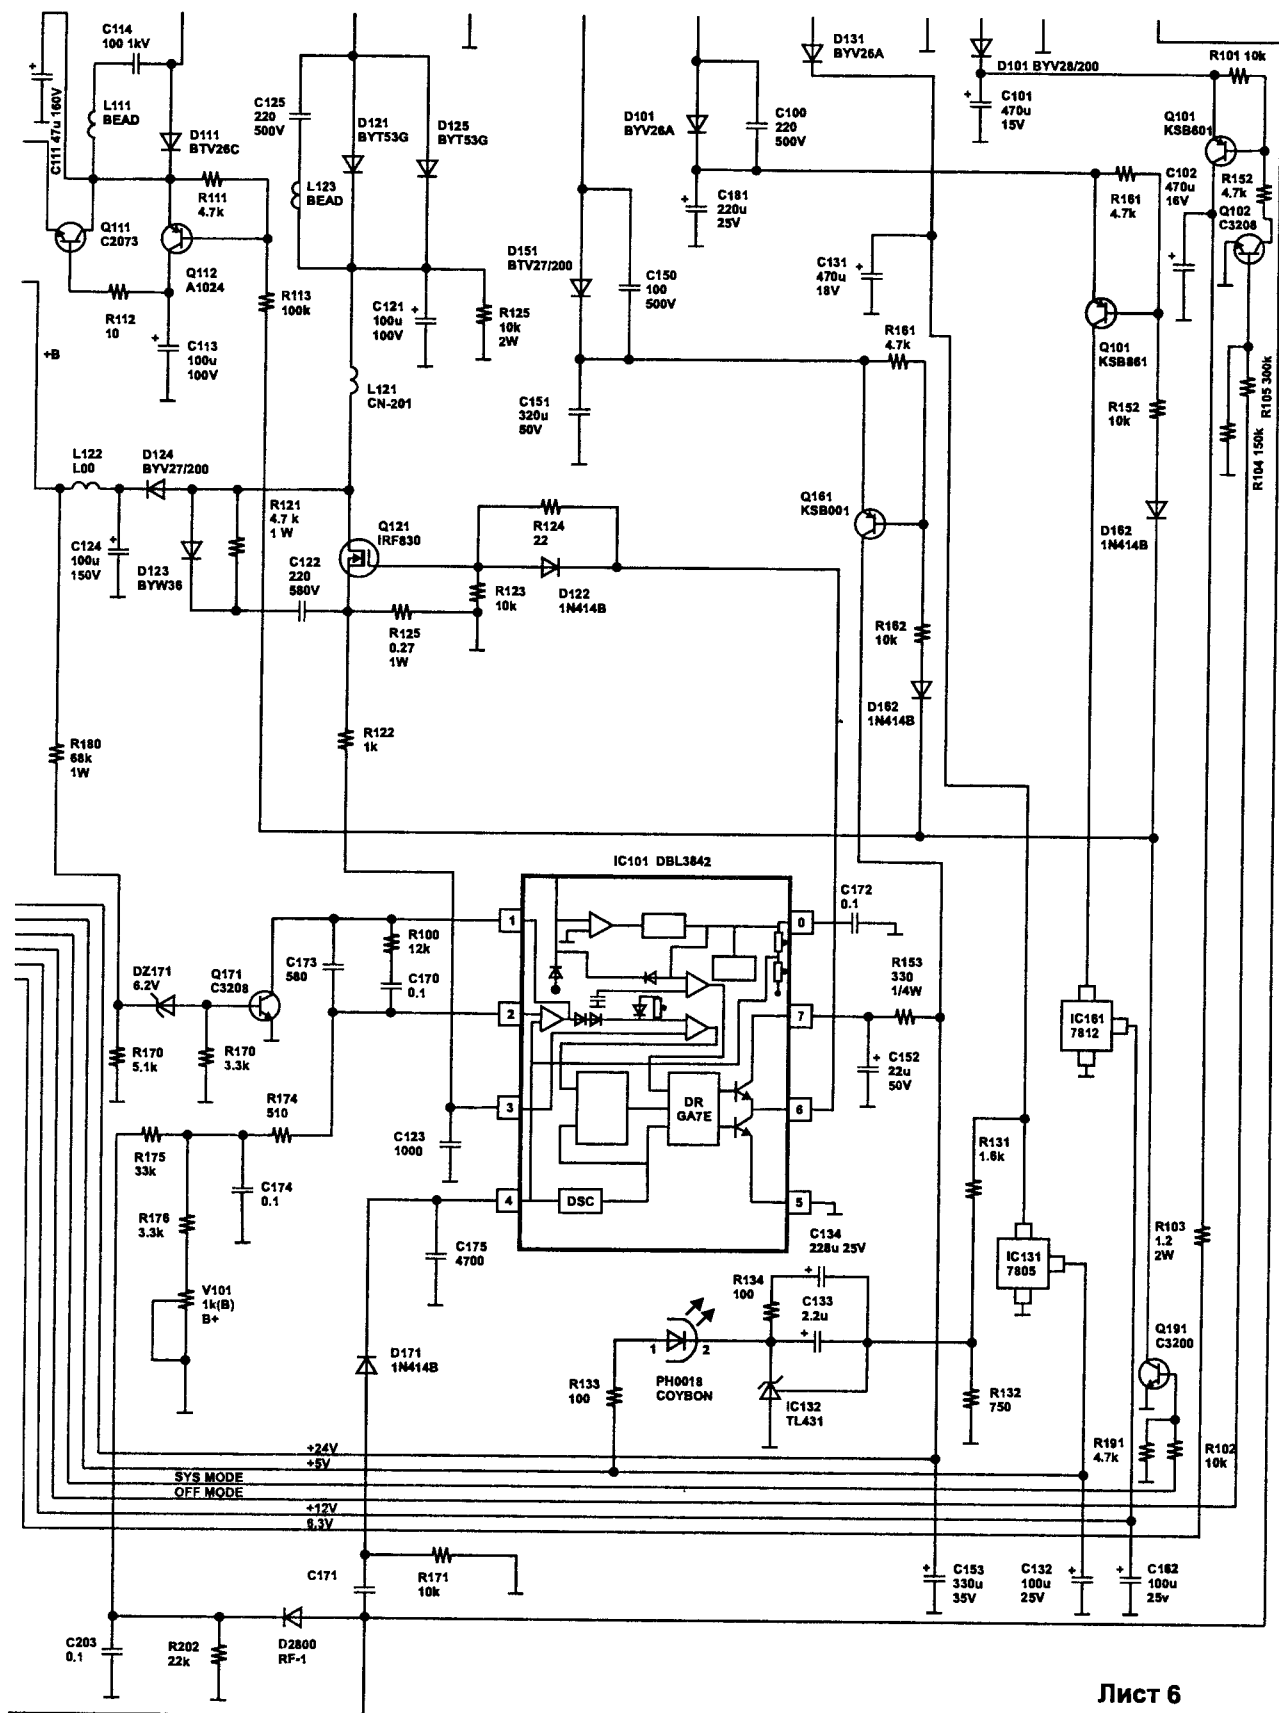 C114
100 1kV
C111 47u 160V
L111
BEAD
D111
BTV26C
R111
4.7k
Q111
C2073
Q112
A1024
R112
10
C113
100u
100V
+B
R113
100k
C125
220
500V
D121
BYT53G
D125
BYT53G
L123
BEAD
C121
100u
100V
R125
10k
2W
L121
CN-201
D151
BTV27/200
C150
100
500V
C151
320u
50V
D101
BYV26A
C100
220
500V
C181
220u
25V
D131
BYV26A
C131
470u
18V
R161
4.7k
D101 BYV28/200
C101
470u
15V
R101 10k
Q101
KSB601
C102
470u
16V
R152
4.7k
Q102
C3208
R161
4.7k
Q101
KSB861
R152
10k
R105 300k
R104 150k
D162
1N414B
L122
L00
D124
BYV27/200
C124
100u
150V
D123
BYW36
R121
4.7 k
1 W
C122
220
580V
Q121
IRF830
R124
22
R123
10k
D122
1N414B
R125
0.27
1W
Q161
KSB001
R162
10k
D162
1N414B
R180
68k
1W
R122
1k
IC101 DBL3842
1
2
3
4
0
7
6
5
DR
GA7E
DSC
C172
0.1
R153
330
1/4W
C152
22u
50V
DZ171
6.2V
Q171
C3208
C173
580
R100
12k
C170
0.1
R170
5.1k
R170
3.3k
R174
510
R175
33k
C174
0.1
R176
3.3k
V101
1k(B)
B+
C123
1000
C175
4700
D171
1N414B
IC161
7812
R131
1.6k
IC131
7805
R103
1.2
2W
C134
228u 25V
R134
100
C133
2.2u
1
2
PH0018
COYBON
R133
100
IC132
TL431
R132
750
Q191
C3200
R191
4.7k
R102
10k
+24V
+5V
SYS MODE
OFF MODE
+12V
6.3V
C171
R171
10k
C153
330u
35V
C132
100u
25V
C162
100u
25v
C203
0.1
R202
22k
D2800
RF-1
Лист 6